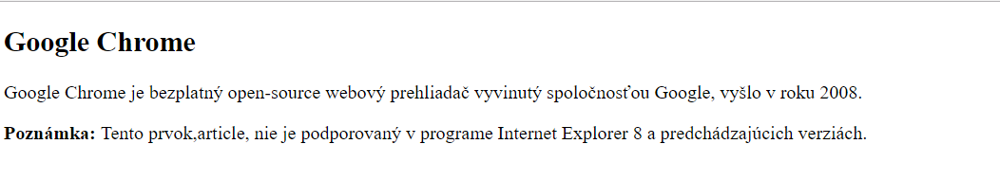 Google Chrome
Google Chrome je bezplatný open-source webový prehliadač vyvinutý spoločnosťou Google, vyšlo v roku 2008.
Poznámka: Tento prvok,article, nie je podporovaný v programe Internet Explorer 8 a predchádzajúcich verziách.